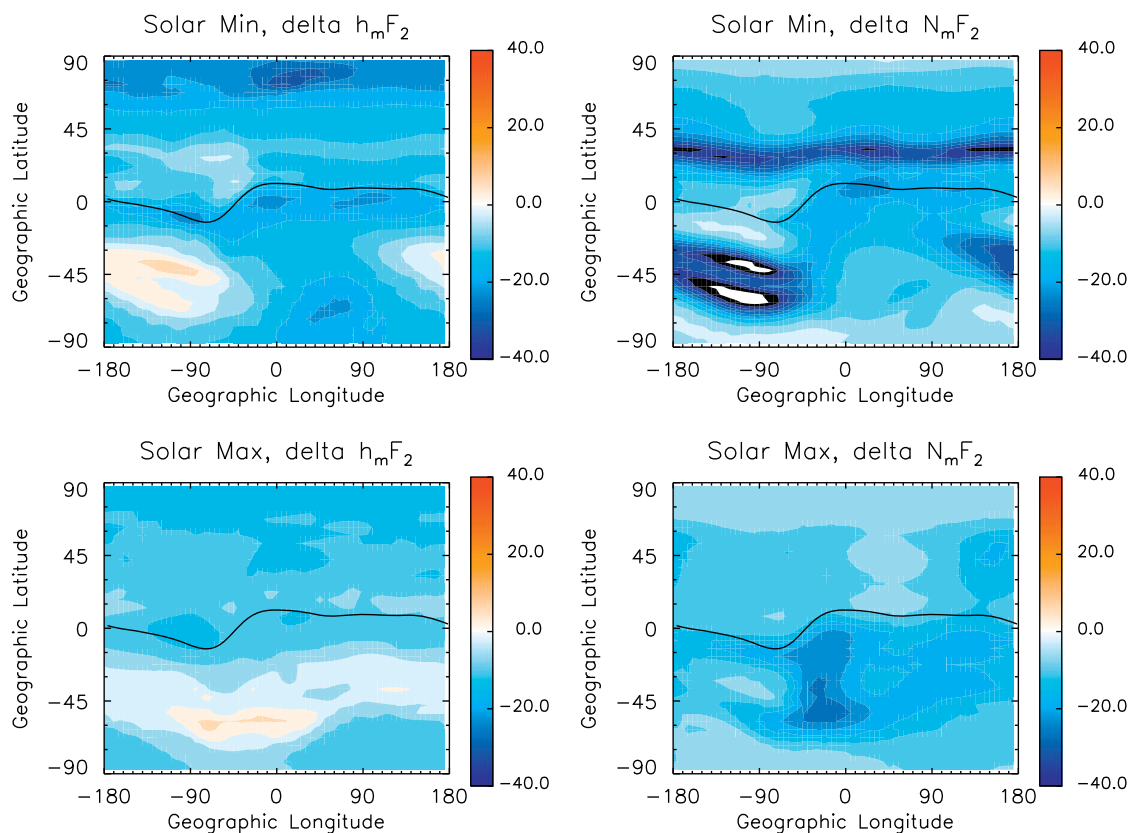 Solar Min, delta hmF2
90
45
0
−45
−90
Geographic Latitude
−180 −90 0 90 180
Geographic Longitude
40.0
20.0
0.0
−20.0
−40.0
Solar Min, delta NmF2
90
45
0
−45
−90
Geographic Latitude
−180 −90 0 90 180
Geographic Longitude
40.0
20.0
0.0
−20.0
−40.0
Solar Max, delta hmF2
90
45
0
−45
−90
Geographic Latitude
−180 −90 0 90 180
Geographic Longitude
40.0
20.0
0.0
−20.0
−40.0
Solar Max, delta NmF2
90
45
0
−45
−90
Geographic Latitude
−180 −90 0 90 180
Geographic Longitude
40.0
20.0
0.0
−20.0
−40.0